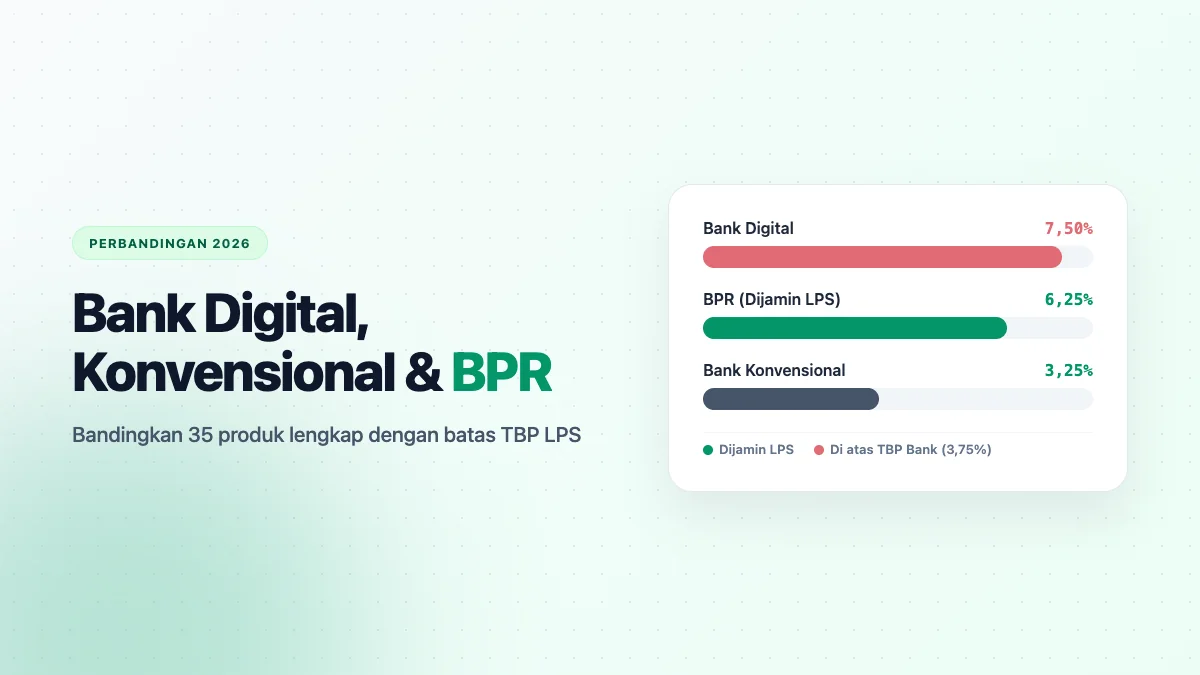 PERBANDINGAN 2026
Bank Digital,
Konvensional & BPR
Bandingkan 35 produk lengkap dengan batas TBP LPS
Bank Digital 7,50%
BPR (Dijamin LPS) 6,25%
Bank Konvensional 3,25%
Dijamin LPS Di atas TBP Bank (3,75%)